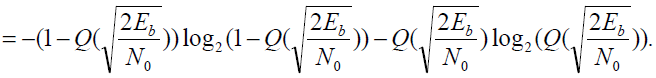 = -(1 - Q(√(2E_b/N_0))) log_2 (1 - Q(√(2E_b/N_0))) - Q(√(2E_b/N_0)) log_2 (Q(√(2E_b/N_0))).